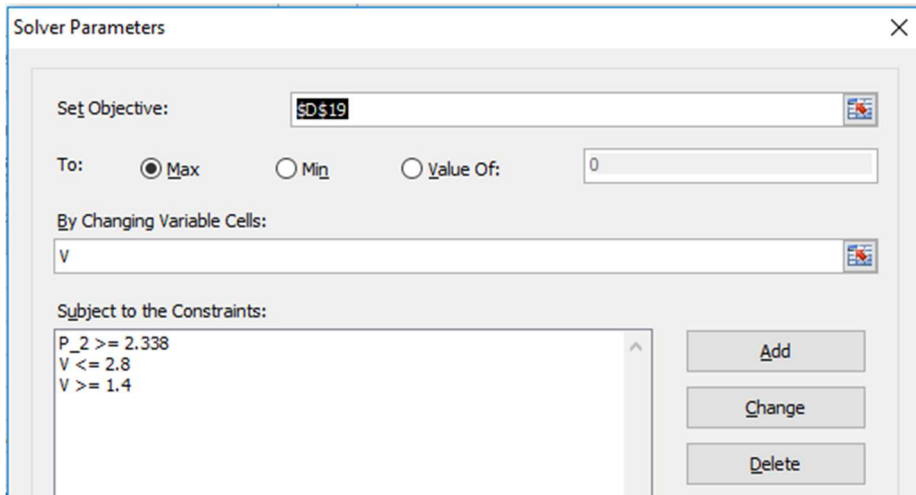 Solver Parameters
Set Objective: $D$19
To: Max Min Value Of: 0
By Changing Variable Cells:
V
Subject to the Constraints:
P_2 >= 2.338
V <= 2.8
V >= 1.4
Add
Change
Delete